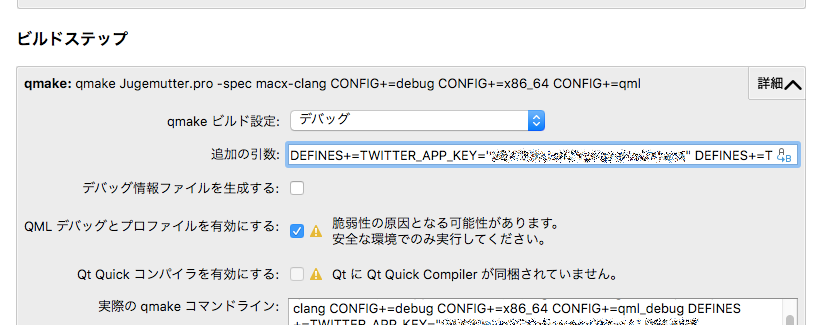 ビルドステップ
qmake: qmake Jugemutter.pro -spec macx-clang CONFIG+=debug CONFIG+=x86_64 CONFIG+=qml
詳細
qmake ビルド設定: デバッグ
追加の引数: DEFINES+=TWITTER_APP_KEY=" " DEFINES+=T
デバッグ情報ファイルを生成する:
QML デバッグとプロファイルを有効にする: 脆弱性の原因となる可能性があります。
安全な環境でのみ実行してください。
Qt Quick コンパイラを有効にする: Qt に Qt Quick Compiler が同梱されていません。
実際の qmake コマンドライン: clang CONFIG+=debug CONFIG+=x86_64 CONFIG+=qml_debug DEFINES
+=TWITTER_APP_KEY="